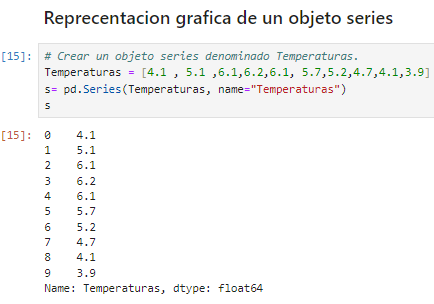 Reprecentacion grafica de un objeto series
[15]: # Crear un objeto series denominado Temperaturas.
Temperaturas = [4.1 , 5.1 ,6.1,6.2,6.1, 5.7,5.2,4.7,4.1,3.9]
s= pd.Series(Temperaturas, name="Temperaturas")
s
[15]: 0 4.1
1 5.1
2 6.1
3 6.2
4 6.1
5 5.7
6 5.2
7 4.7
8 4.1
9 3.9
Name: Temperaturas, dtype: float64